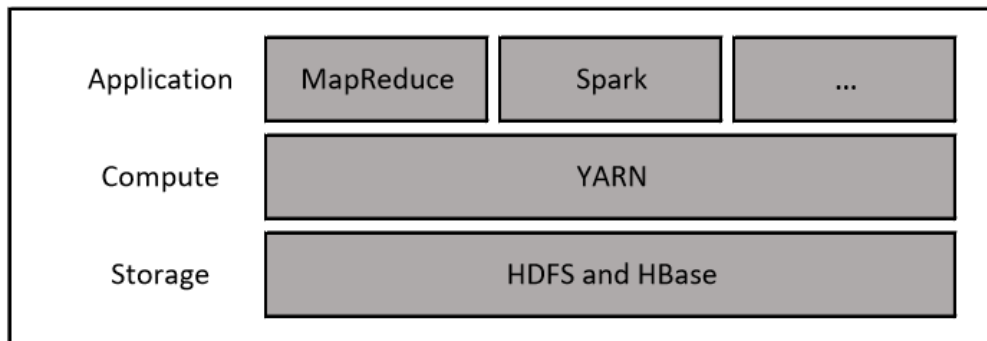 Application MapReduce Spark ...
Compute YARN
Storage HDFS and HBase